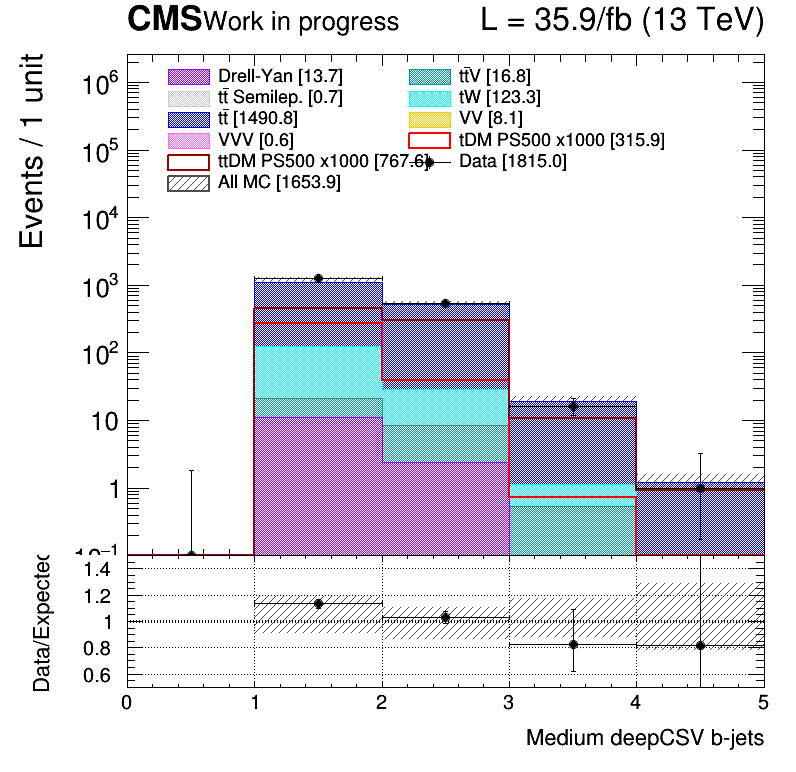 CMS Work in progress L = 35.9/fb (13 TeV)
Events / 1 unit
Drell-Yan [13.7] tt̄V [16.8]
tt̄ Semilep. [0.7] tW [123.3]
tt̄ [1490.8] VV [8.1]
VVV [0.6] tDM PS500 x1000 [315.9]
ttDM PS500 x1000 [767.6] Data [1815.0]
All MC [1653.9]
10⁶
10⁵
10⁴
10³
10²
10
1
10⁻¹
Data/Expected
1.4
1.2
1
0.8
0.6
0 1 2 3 4 5
Medium deepCSV b-jets